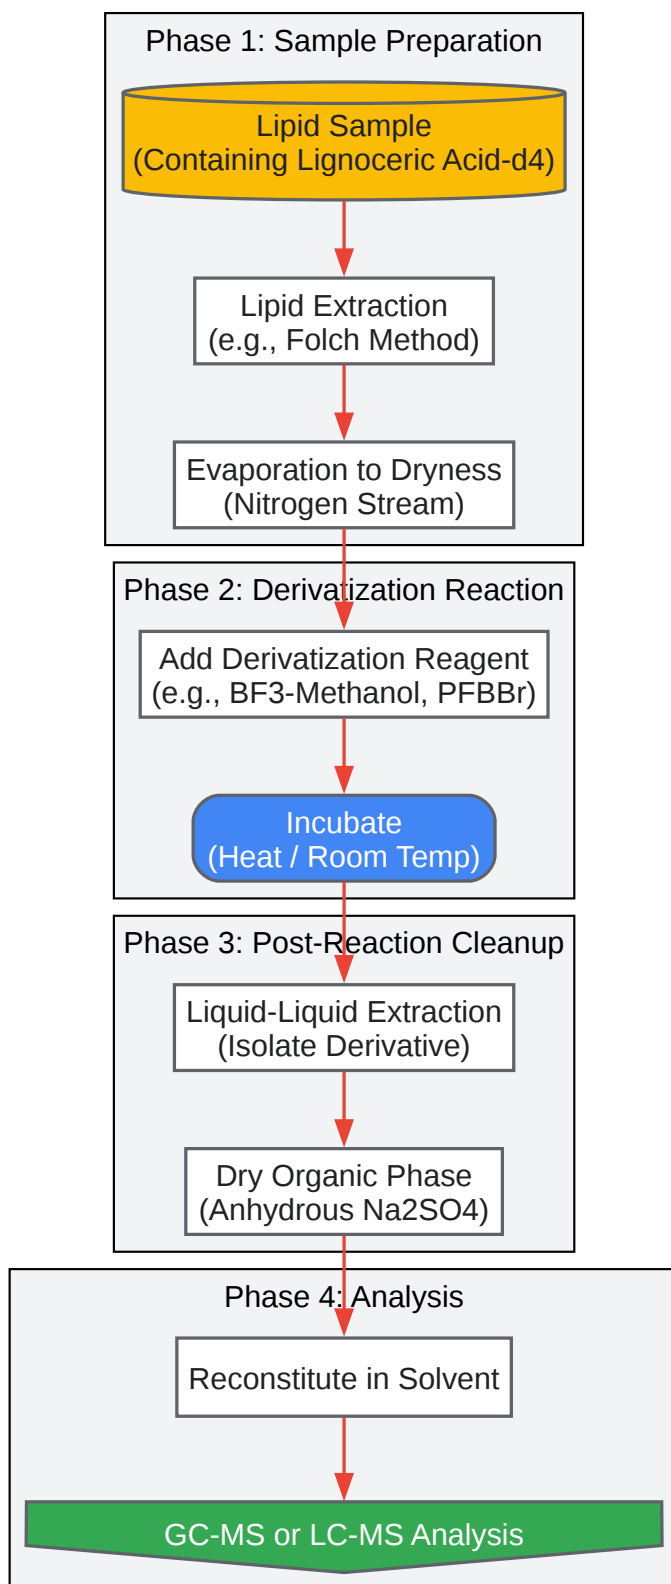 Phase 1: Sample Preparation
Lipid Sample
(Containing Lignoceric Acid-d4)
Lipid Extraction
(e.g., Folch Method)
Evaporation to Dryness
(Nitrogen Stream)
Phase 2: Derivatization Reaction
Add Derivatization Reagent
(e.g., BF3-Methanol, PFBBr)
Incubate
(Heat / Room Temp)
Phase 3: Post-Reaction Cleanup
Liquid-Liquid Extraction
(Isolate Derivative)
Dry Organic Phase
(Anhydrous Na2SO4)
Phase 4: Analysis
Reconstitute in Solvent
GC-MS or LC-MS Analysis